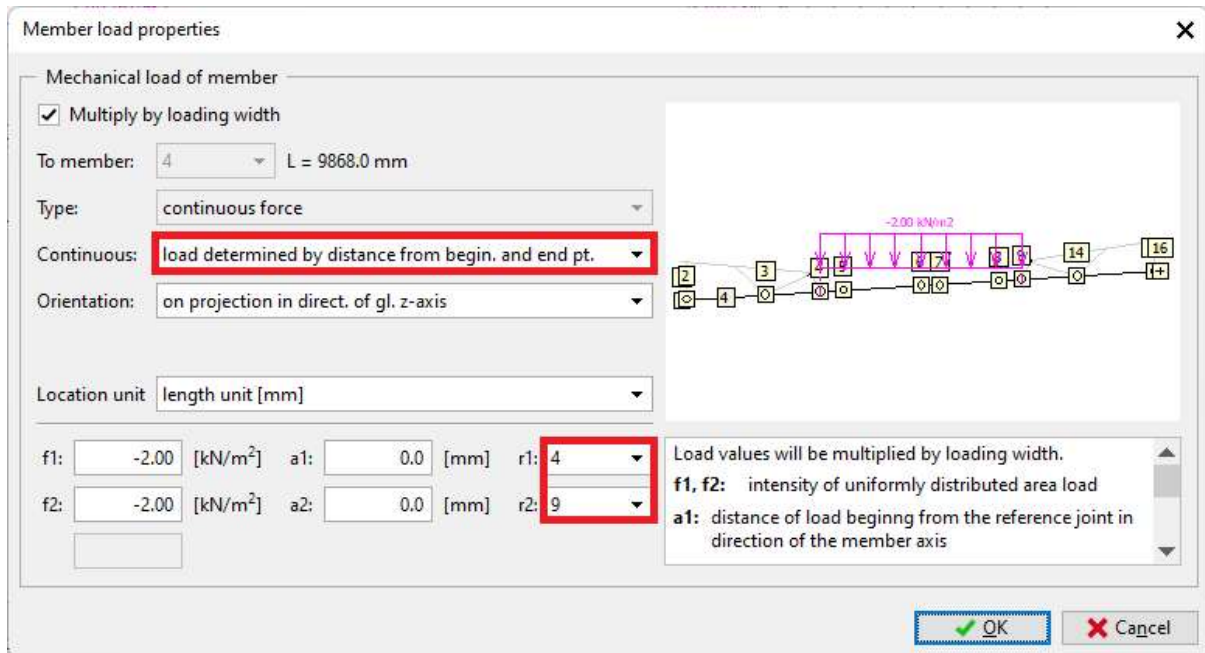 Member load properties
Mechanical load of member
Multiply by loading width
To member: 4 L = 9868.0 mm
Type: continuous force
Continuous: load determined by distance from begin. and end pt.
Orientation: on projection in direct. of gl. z-axis
Location unit length unit [mm]
f1: -2.00 [kN/m²] a1: 0.0 [mm] r1: 4
f2: -2.00 [kN/m²] a2: 0.0 [mm] r2: 9
-2.00 kN/m2
2 3 4 5 6 7 8 9 14 16
4
Load values will be multiplied by loading width.
f1, f2: intensity of uniformly distributed area load
a1: distance of load beginng from the reference joint in
direction of the member axis
OK Cancel